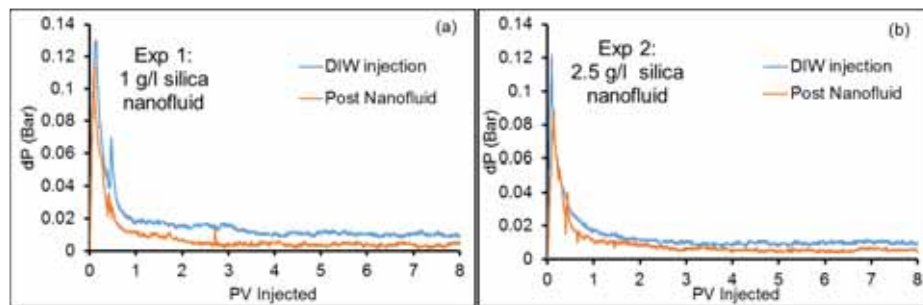 0.14
0.12
0.1
0.08
0.06
0.04
0.02
0
dP (Bar)
0 1 2 3 4 5 6 7 8
PV Injected
(a)
Exp 1:
1 g/l silica
nanofluid
DIW injection
Post Nanofluid
0.14
0.12
0.1
0.08
0.06
0.04
0.02
0
dP (Bar)
0 1 2 3 4 5 6 7 8
PV Injected
(b)
Exp 2:
2.5 g/l silica
nanofluid
DIW injection
Post Nanofluid